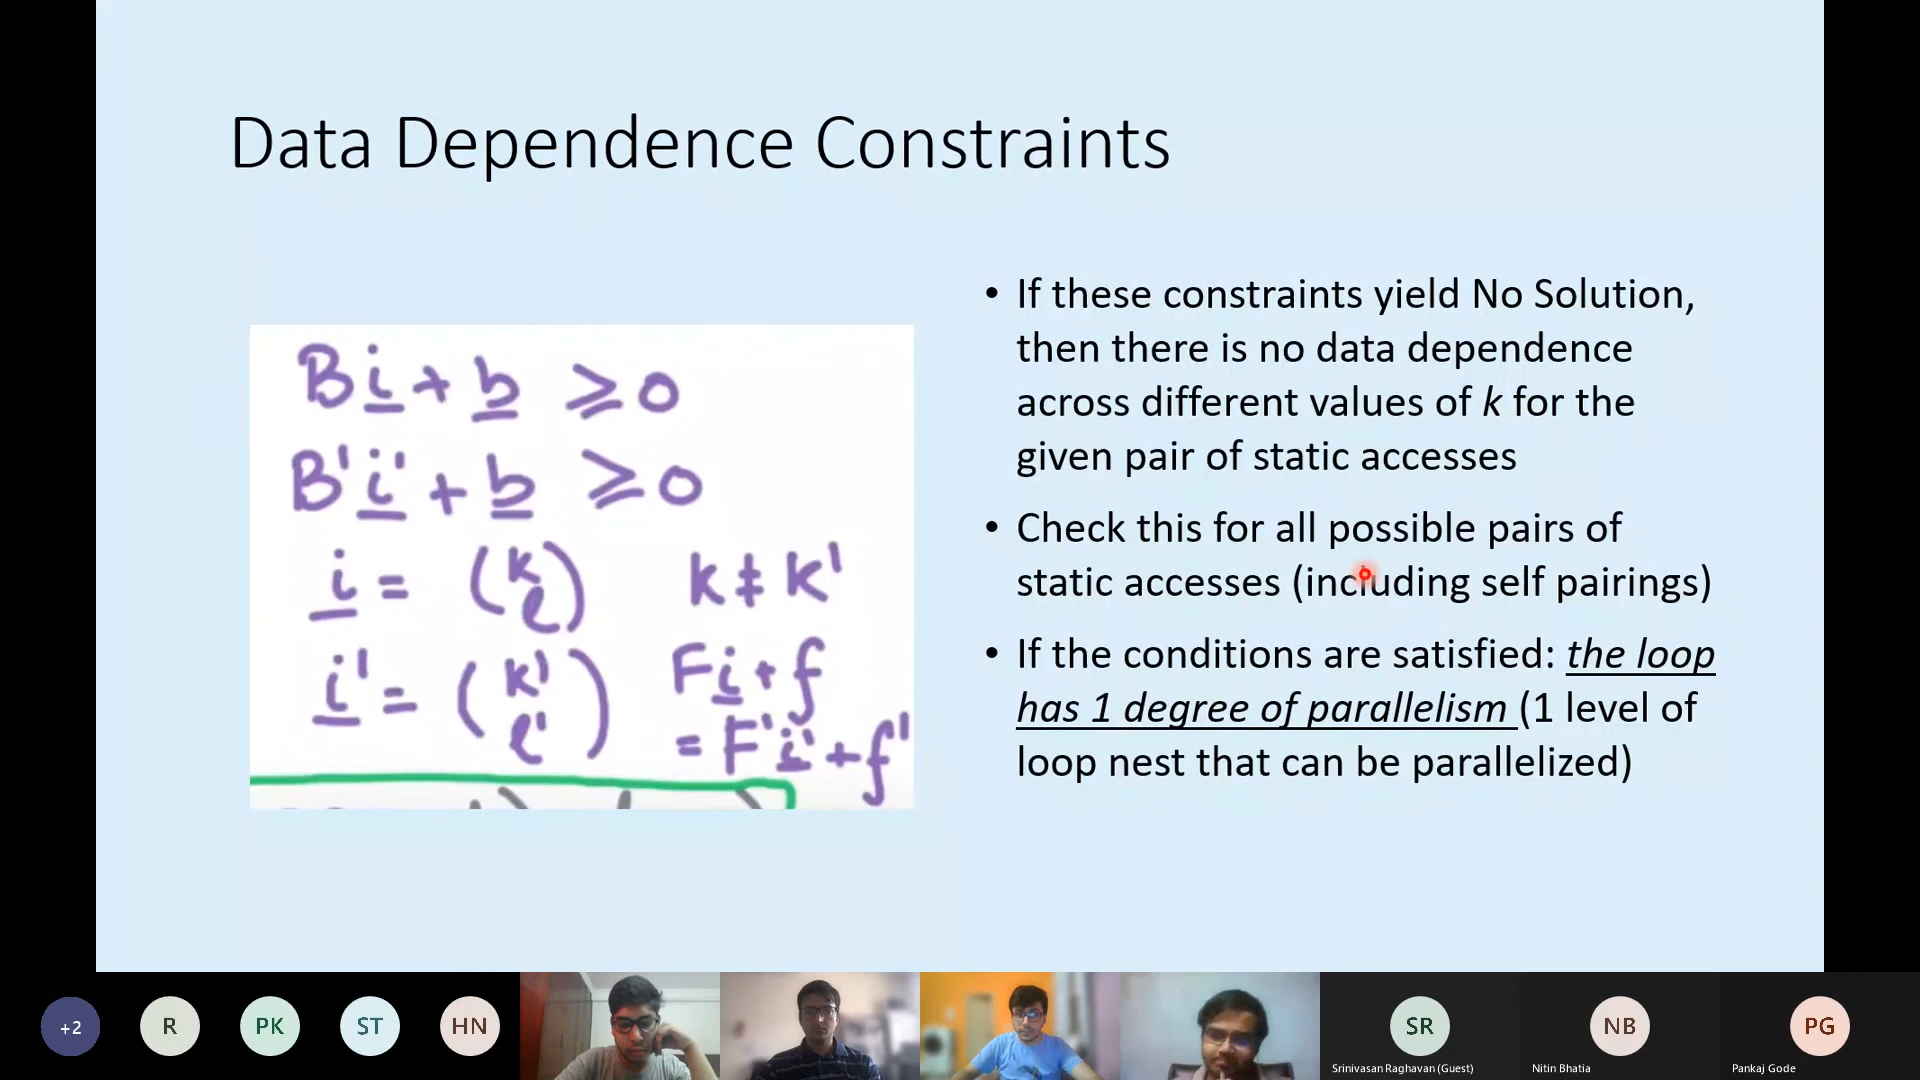 Data Dependence Constraints
B i + b ≥ 0
B' i' + b ≥ 0
i = (k l) k ≠ k'
i' = (k' l') F i + f
= F' i' + f'
• If these constraints yield No Solution,
then there is no data dependence
across different values of k for the
given pair of static accesses
• Check this for all possible pairs of
static accesses (including self pairings)
• If the conditions are satisfied: the loop
has 1 degree of parallelism (1 level of
loop nest that can be parallelized)
+2 R PK ST HN SR NB PG
Srinivasan Raghavan (Guest) Nitin Bhatia Pankaj Gode